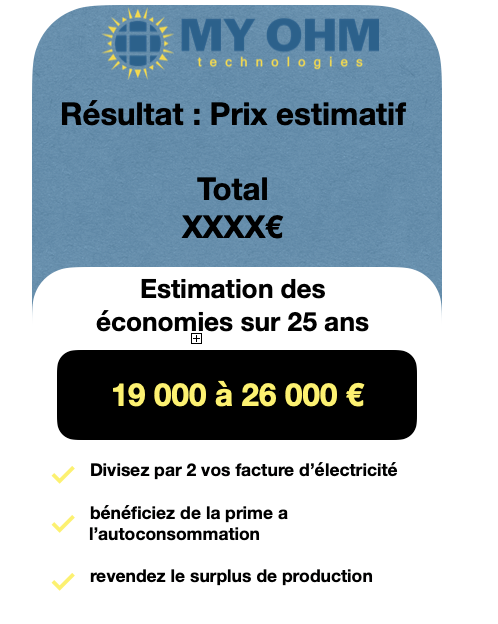 MY OHM
technologies
Résultat : Prix estimatif
Total
XXXX€
Estimation des
économies sur 25 ans
19 000 à 26 000 €
Divisez par 2 vos facture d’électricité
bénéficiez de la prime a
l’autoconsommation
revendez le surplus de production